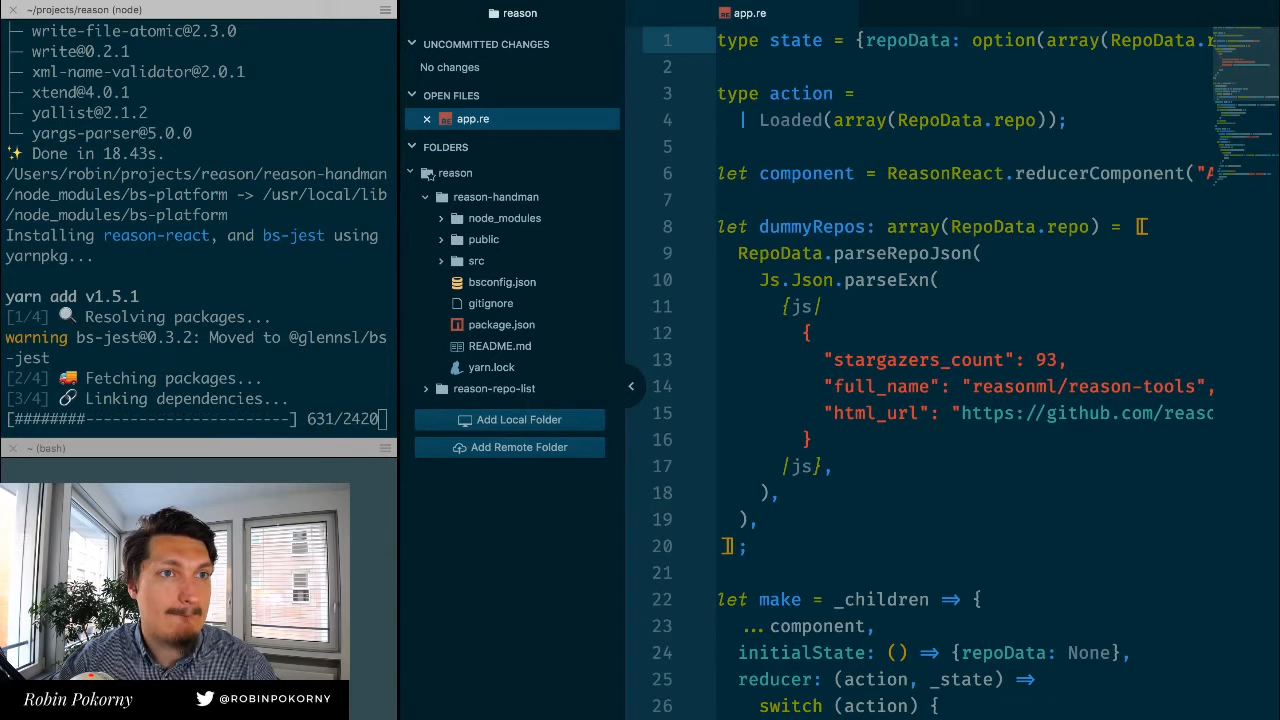 ~/projects/reason (node)
write-file-atomic@2.3.0
write@0.2.1
xml-name-validator@2.0.1
xtend@4.0.1
yallist@2.1.2
yargs-parser@5.0.0
✨ Done in 18.43s.
/Users/robin/projects/reason/reason-handman
/node_modules/bs-platform -> /usr/local/lib
/node_modules/bs-platform
Installing reason-react, and bs-jest using
yarnpkg...
yarn add v1.5.1
[1/4] 🔍 Resolving packages...
warning bs-jest@0.3.2: Moved to @glennsl/bs
-jest
[2/4] 🚚 Fetching packages...
[3/4] 🔗 Linking dependencies...
[########-----------------------] 631/2420
~ (bash)
Robin Pokorny
@ROBINPOKORNY
reason
UNCOMMITTED CHANGES
No changes
OPEN FILES
app.re
FOLDERS
reason
reason-handman
node_modules
public
src
bsconfig.json
gitignore
package.json
README.md
yarn.lock
reason-repo-list
Add Local Folder
Add Remote Folder
app.re
1 type state = {repoData: option(array(RepoData.r
2
3 type action =
4 | Loaded(array(RepoData.repo));
5
6 let component = ReasonReact.reducerComponent("A
7
8 let dummyRepos: array(RepoData.repo) = [|
9 RepoData.parseRepoJson(
10 Js.Json.parseExn(
11 {js|
12 {
13 "stargazers_count": 93,
14 "full_name": "reasonml/reason-tools",
15 "html_url": "https://github.com/reasc
16 }
17 |js},
18 ),
19 ),
20 |];
21
22 let make = _children => {
23 ...component,
24 initialState: () => {repoData: None},
25 reducer: (action, _state) =>
26 switch (action) {